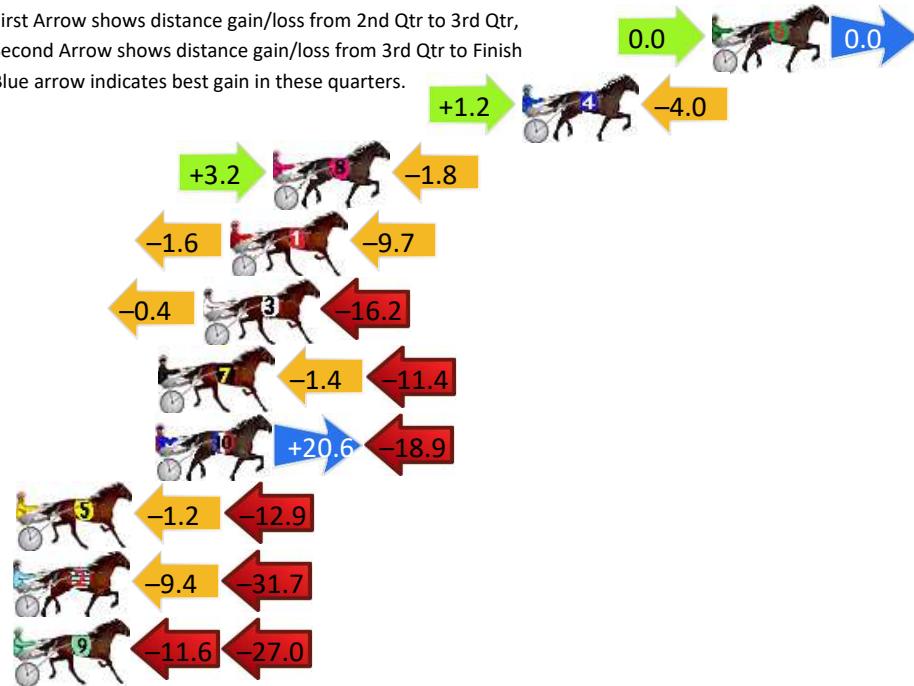 irst Arrow shows distance gain/loss from 2nd Qtr to 3rd Qtr,
Second Arrow shows distance gain/loss from 3rd Qtr to Finish
Blue arrow indicates best gain in these quarters.
0.0 6 0.0
+1.2 4 –4.0
+3.2 8 –1.8
–1.6 1 –9.7
–0.4 3 –16.2
7 –1.4 –11.4
10 +20.6 –18.9
5 –1.2 –12.9
2 –9.4 –31.7
9 –11.6 –27.0